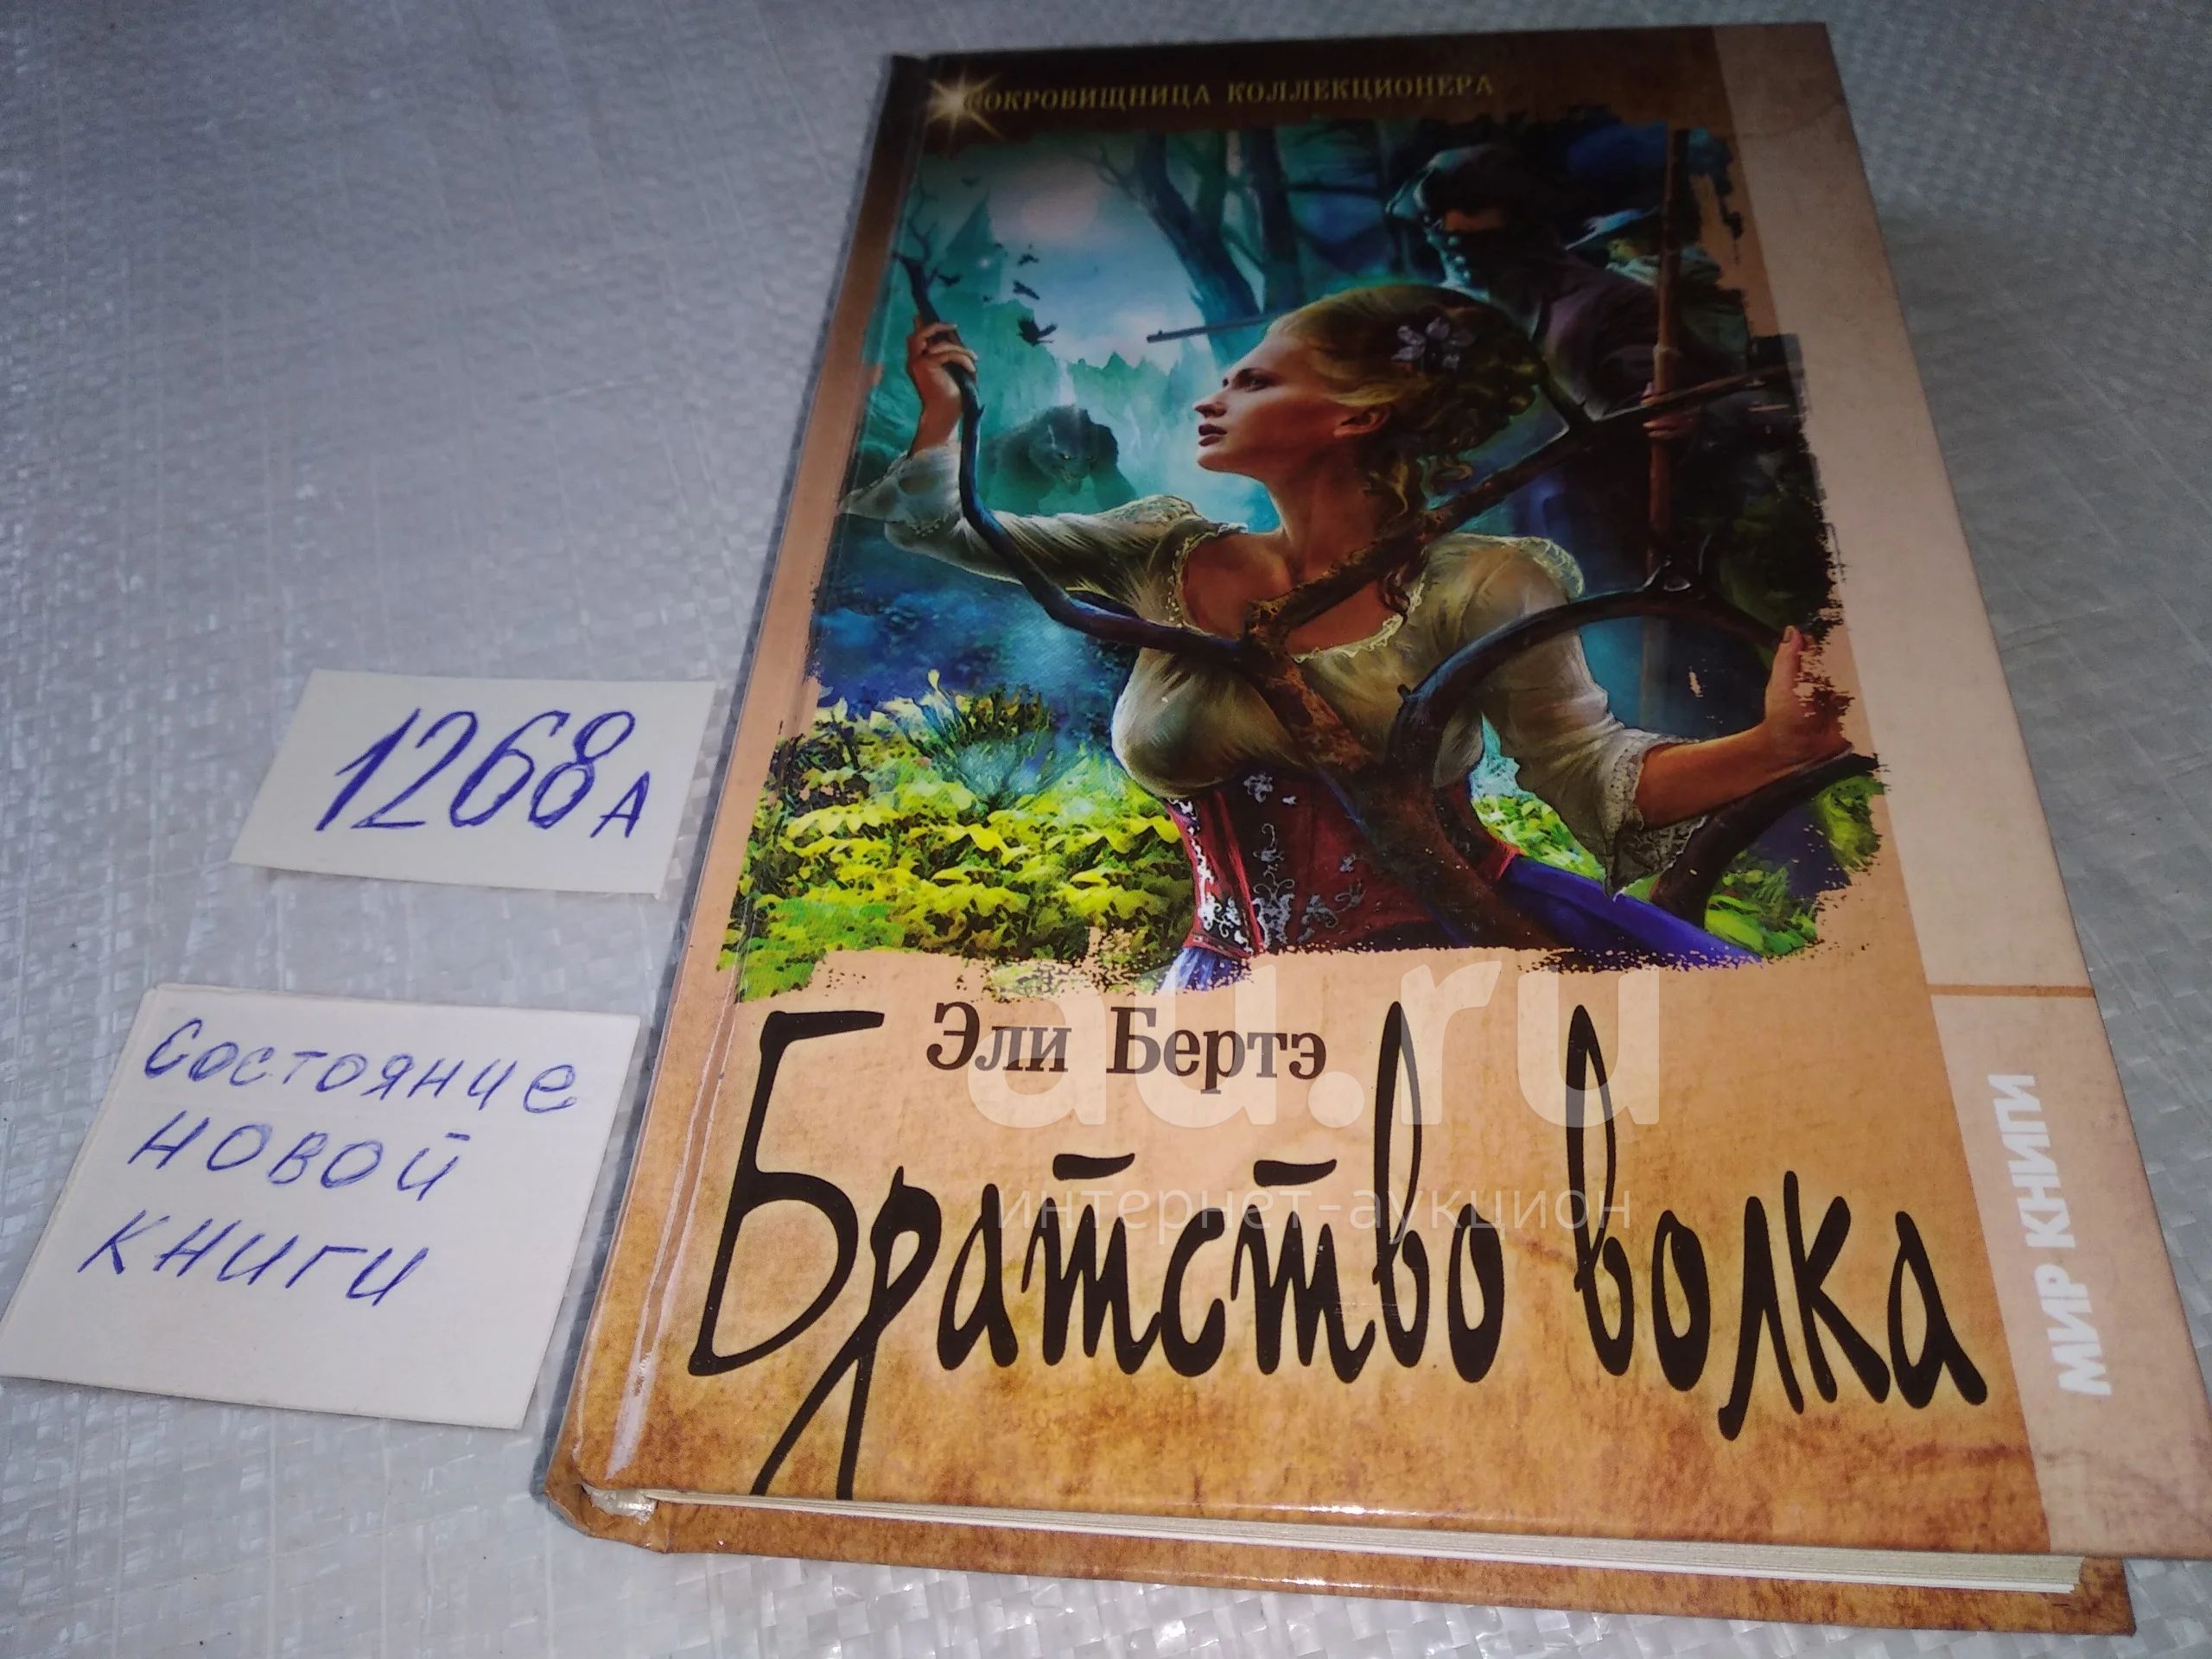 СОКРОВИЩНИЦА КОЛЛЕКЦИОНЕРА
1268А
Состояние
новой
книги
Эли Бертэ
Братство волка
МИР КНИГИ
au.ru
интернет-аукцион